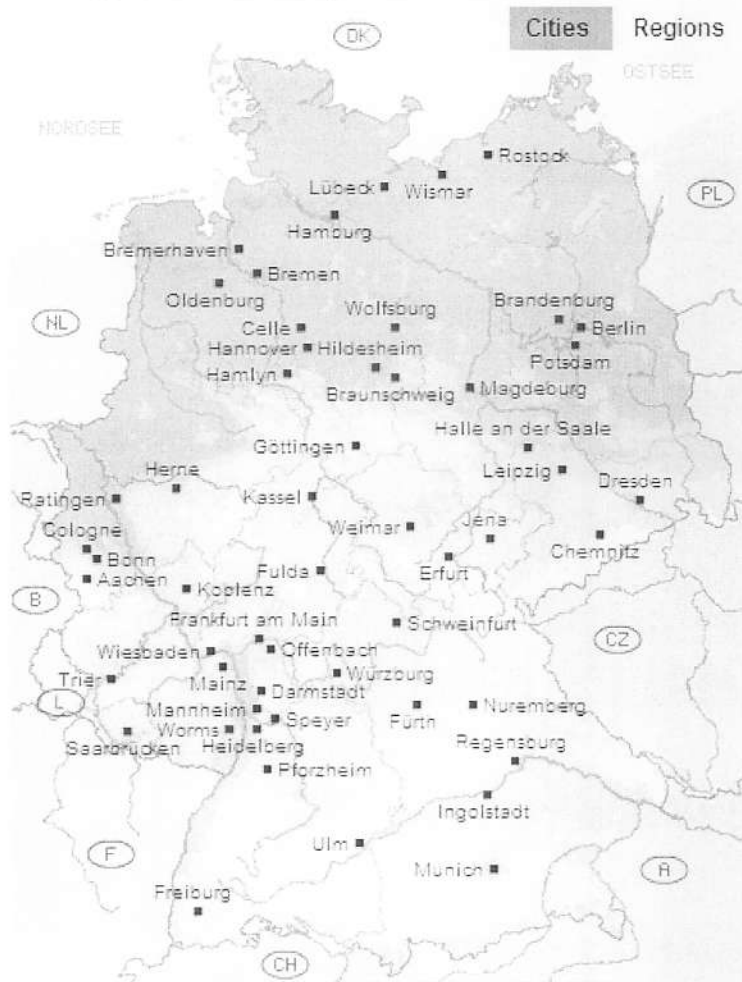 DK
Cities Regions
OSTSEE
NORDSEE
Rostock
Lübeck
Wismar
PL
Hamburg
Bremerhaven
Bremen
Oldenburg
Wolfsburg
Brandenburg
NL
Celle
Berlin
Hannover
Hildesheim
Potsdam
Hamlyn
Braunschweig
Magdeburg
Göttingen
Halle an der Saale
Leipzig
Herne
Dresden
Ratingen
Kassel
Cologne
Weimar
Jena
Bonn
Chemnitz
Aachen
Fulda
Erfurt
Koblenz
B
Frankfurt am Main
Schweinfurt
CZ
Wiesbaden
Offenbach
Trier
Mainz
Würzburg
Darmstadt
L
Mannheim
Speyer
Fürth
Nuremberg
Worms
Saarbrücken
Heidelberg
Regensburg
Pforzheim
Ingolstadt
Ulm
F
Munich
A
Freiburg
CH